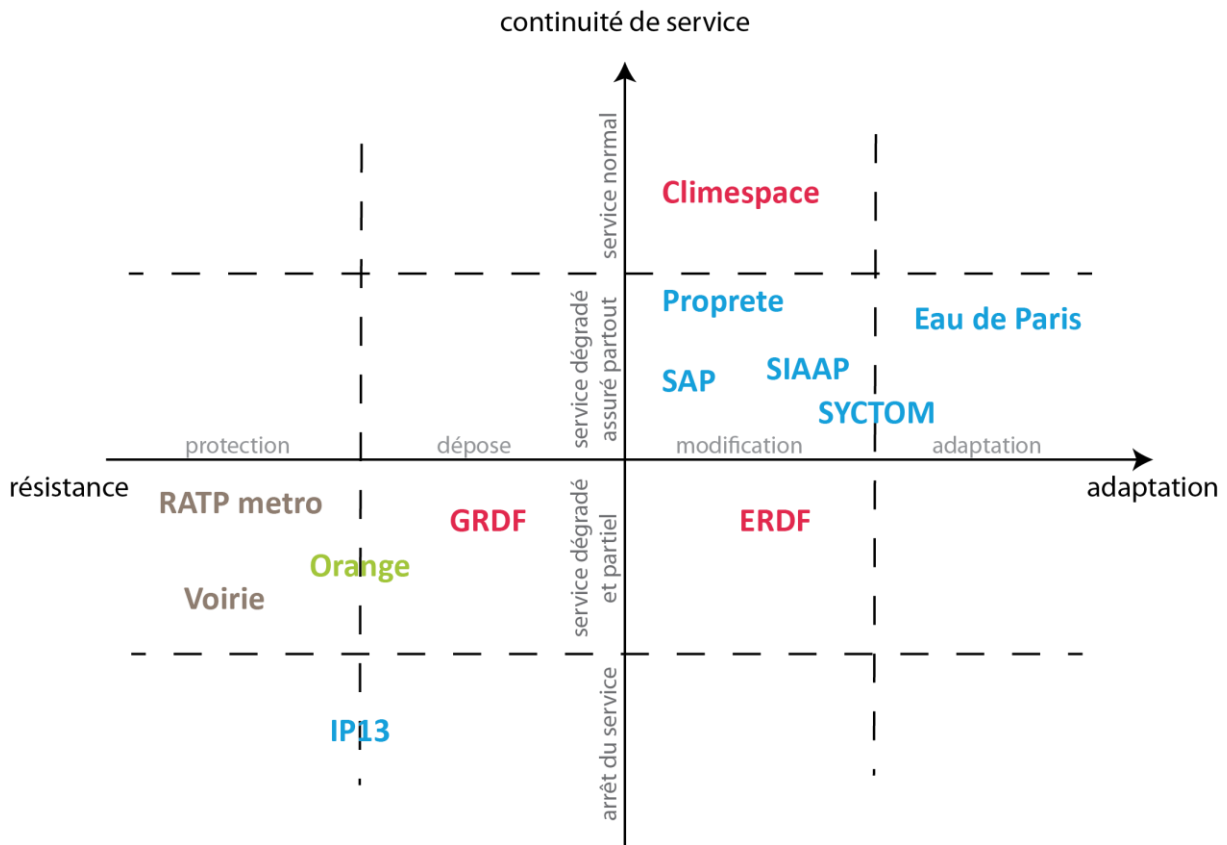 continuité de service
service normal
Climespace
service dégradé
assuré partout
Proprete
Eau de Paris
SIAAP
SAP
SYCTOM
protection
dépose
modification
adaptation
résistance
adaptation
RATP metro
GRDF
ERDF
service dégradé
et partiel
Orange
Voirie
arrêt du service
IP13